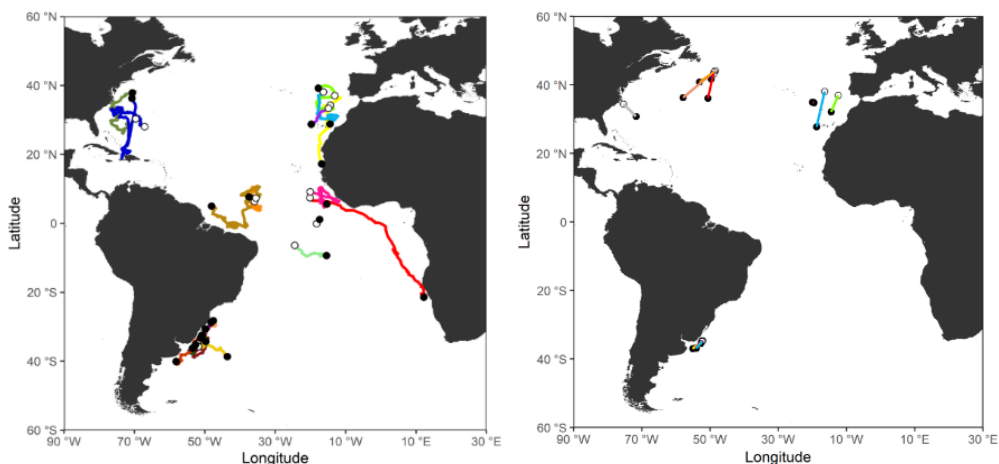 60 °N
40 °N
20 °N
0
20 °S
40 °S
60 °S
Latitude
90 °W
70 °W
50 °W
30 °W
10 °W
10 °E
30 °E
Longitude
60 °N
40 °N
20 °N
0
20 °S
40 °S
60 °S
Latitude
90 °W
70 °W
50 °W
30 °W
10 °W
10 °E
30 °E
Longitude